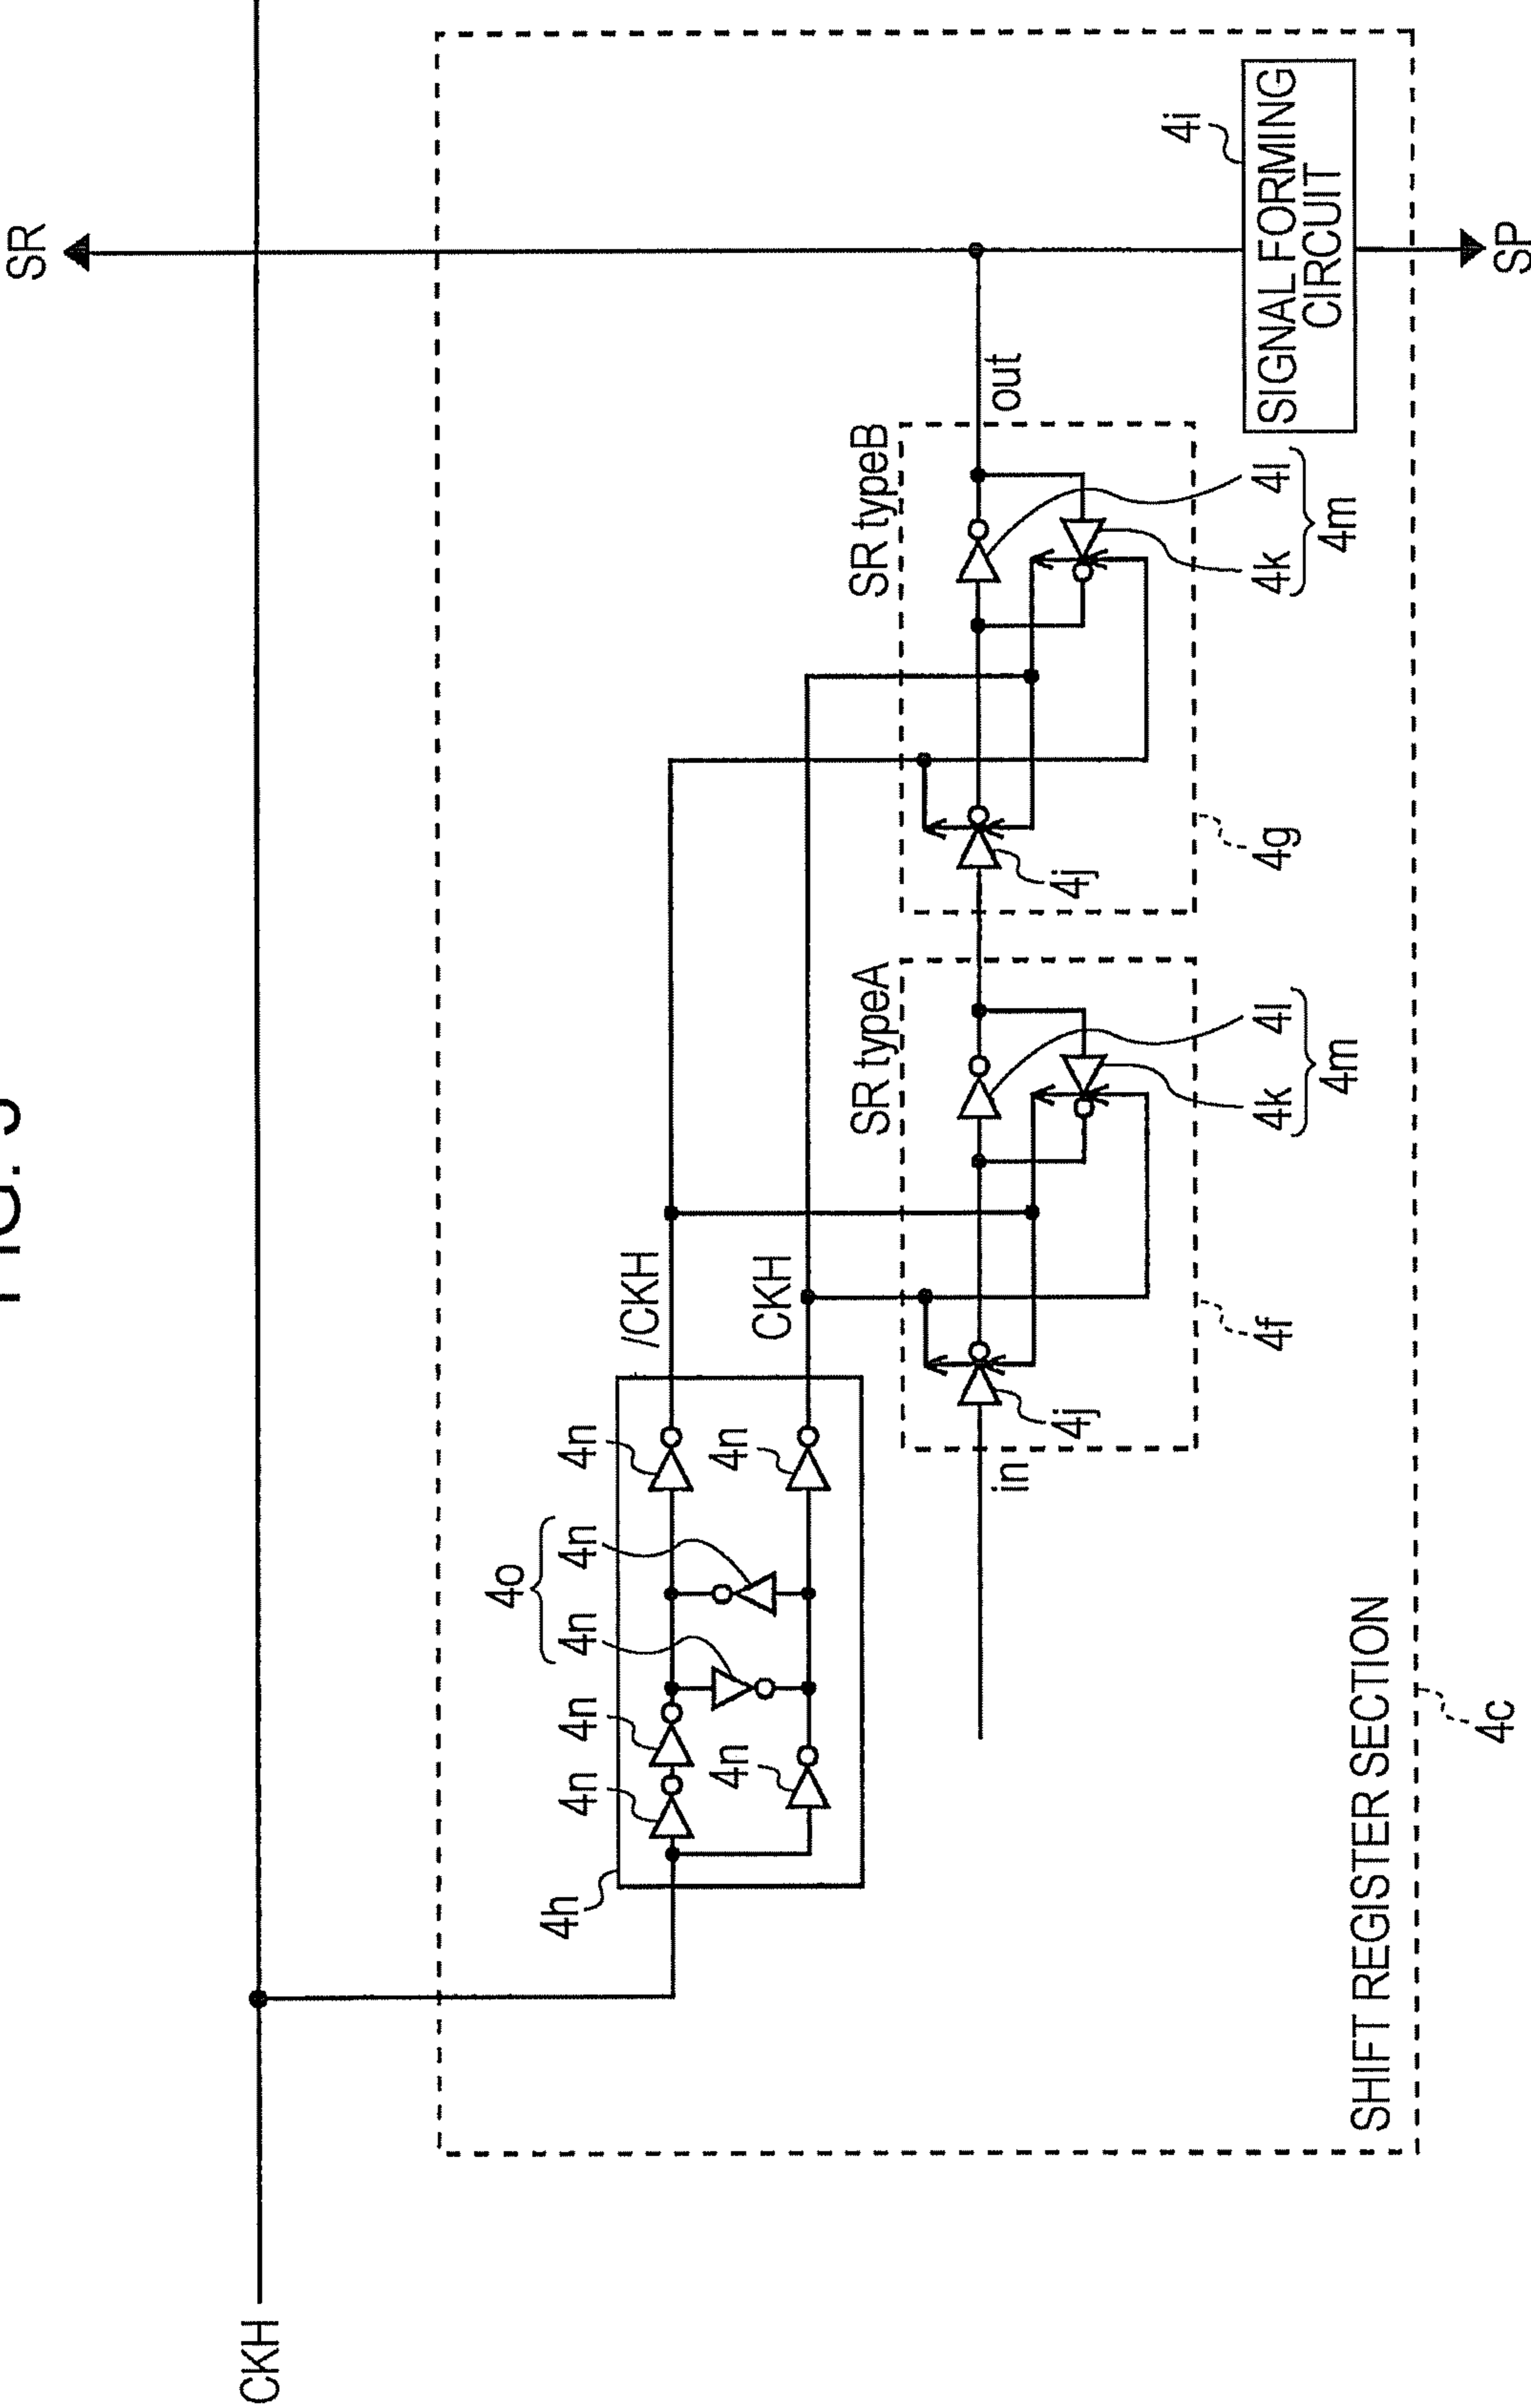 SR
CKH
4h
4n
4n
4o
4n
4n
4n
4n
4n
/CKH
CKH
SR typeA
SR typeB
in
out
4j
4j
4k
4l
4m
4k
4l
4m
4f
4g
4i
SIGNAL FORMING
CIRCUIT
SP
SHIFT REGISTER SECTION
4c